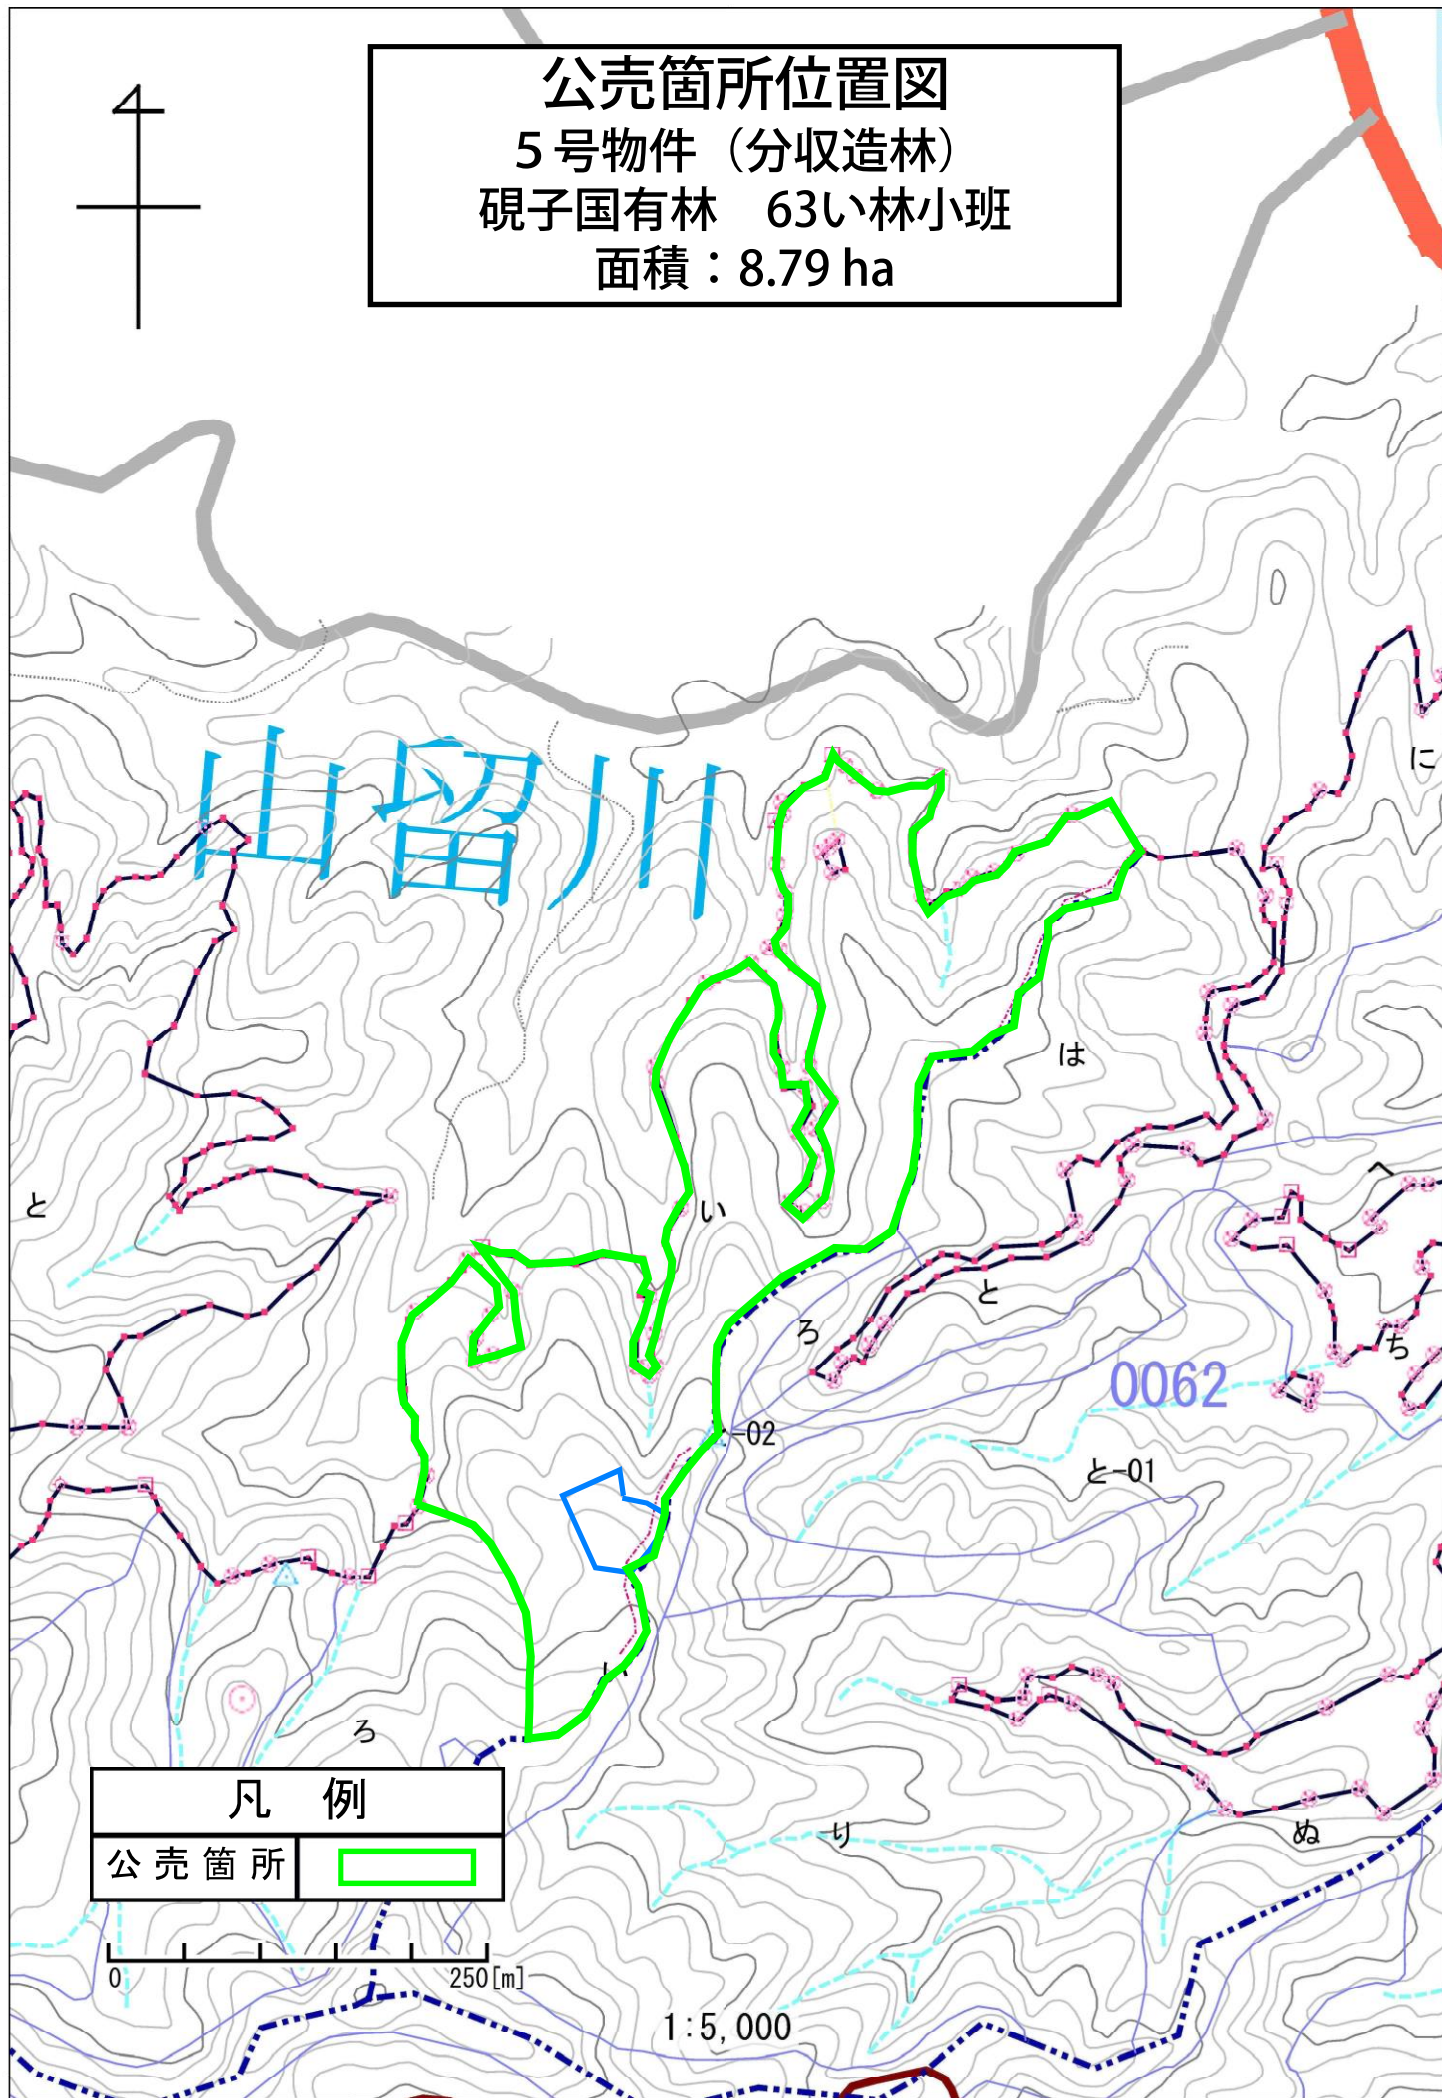 公売箇所位置図
５号物件（分収造林）
硯子国有林　63い林小班
面積：8.79 ha
山留川
に
は
と
い
へ
と
ろ
ち
0062
-02
と-01
い
ろ
り
ぬ
凡　例
公売箇所
0
250[m]
1:5,000